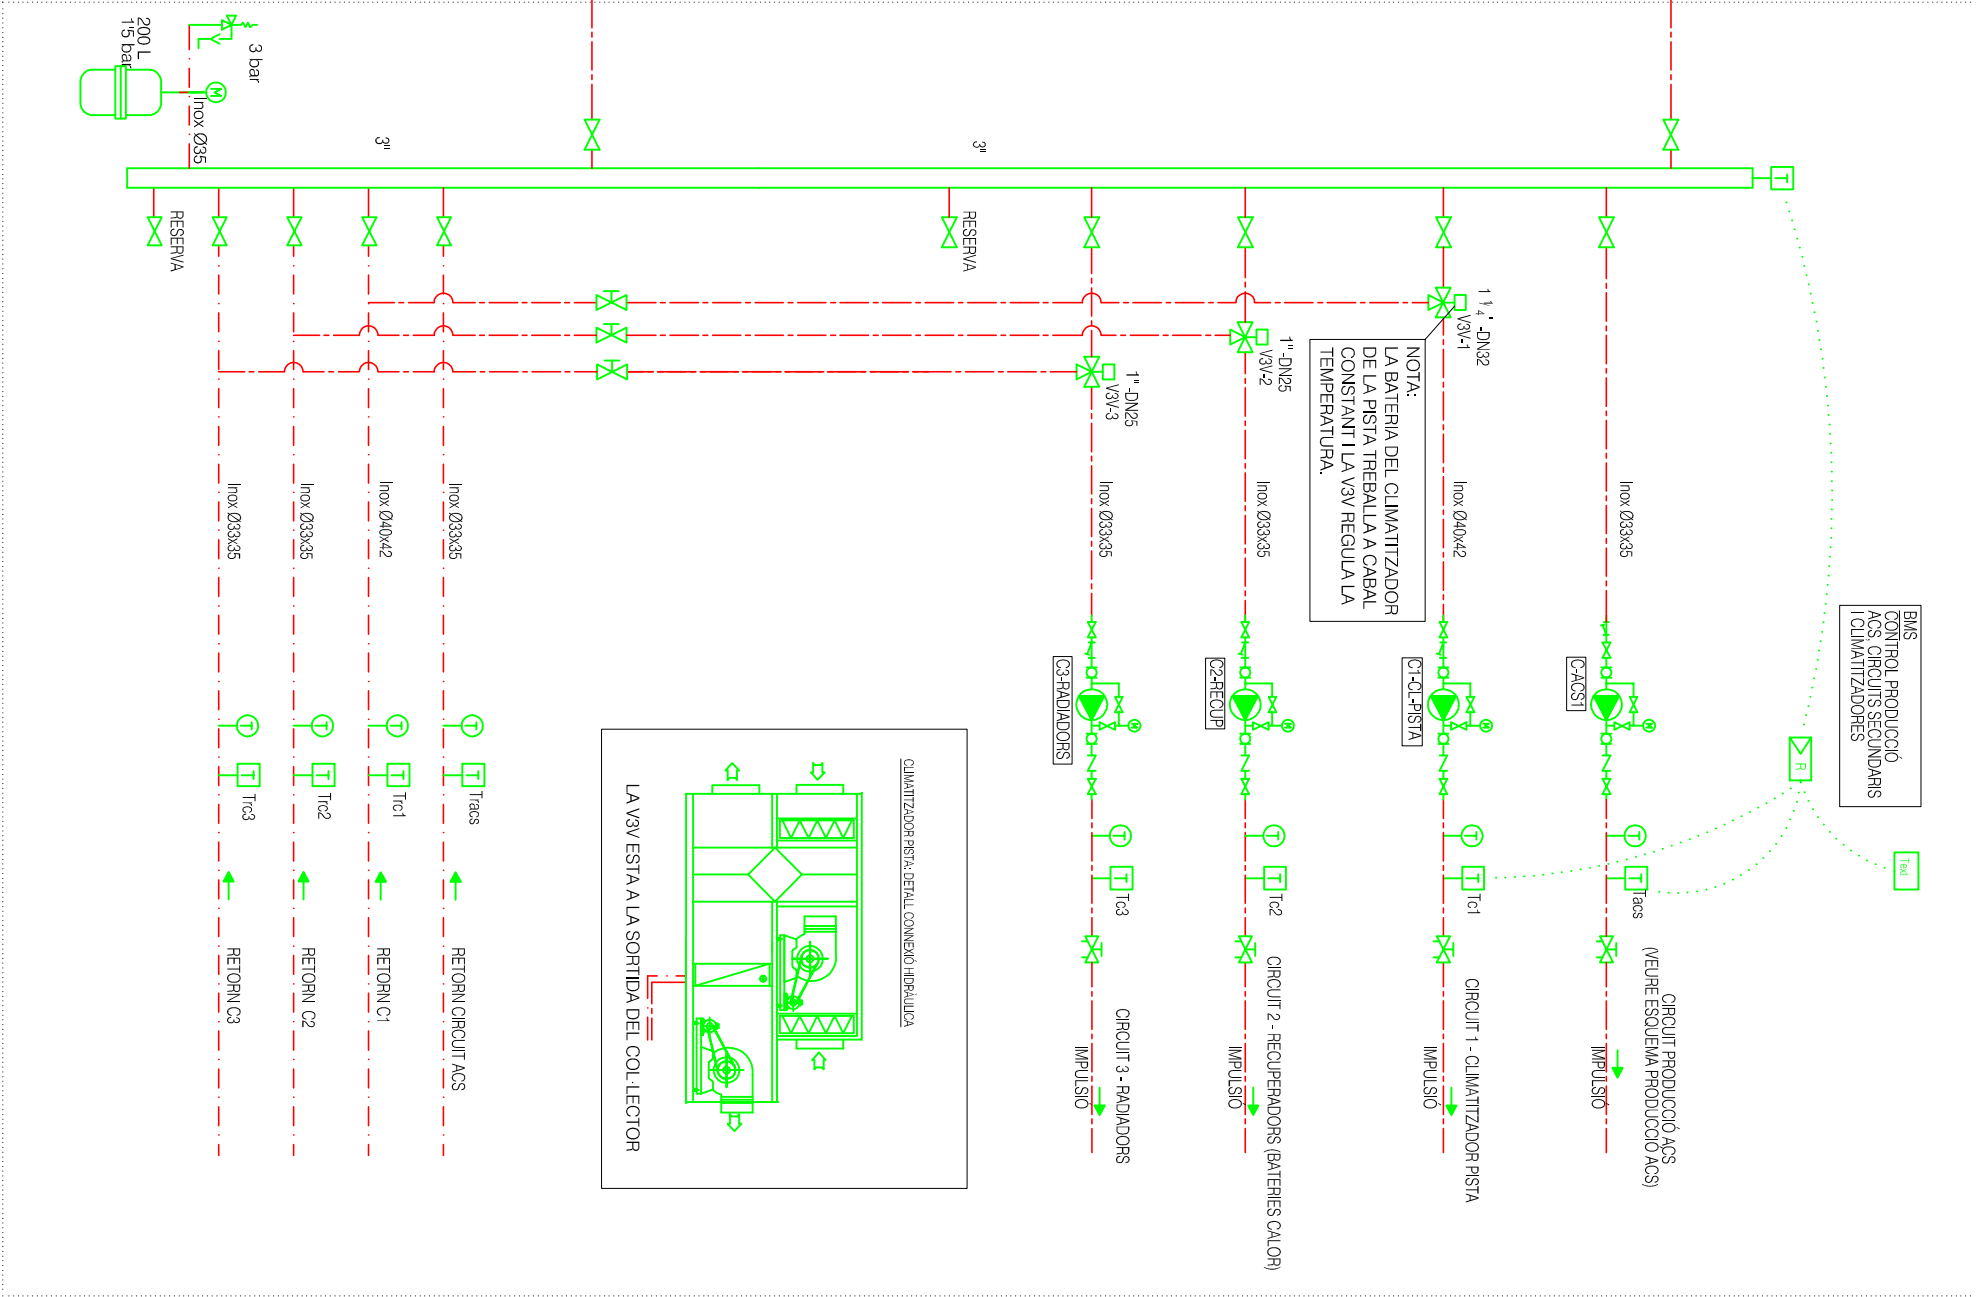 200 L
1'5 bar
3 bar
M
Inox Ø35
3"
3"
T
RESERVA
RESERVA
1 1/4" -DN32
V3V-1
1" -DN25
V3V-2
1" -DN25
V3V-3
NOTA:
LA BATERIA DEL CLIMATITZADOR
DE LA PISTA TREBALLA A CABAL
CONSTANT I LA V3V REGULA LA
TEMPERATURA.
Inox Ø33x35
Inox Ø33x35
Inox Ø40x42
Inox Ø33x35
Inox Ø33x35
Inox Ø33x35
Inox Ø40x42
Inox Ø33x35
BMS
CONTROL PRODUCCIÓ
ACS, CIRCUITS SECUNDARIS
I CLIMATITZADORES
C3-RADIADORS
C2-RECUP
C1-CL-PISTA
C-ACS1
M
M
M
M
R
Text
T
T
T
T
T
Trc3
T
Trc2
T
Trc1
T
Tracs
T
T
T
T
T
Tc3
T
Tc2
T
Tc1
T
Tacs
CLIMATITZADOR PISTA: DETALL CONNEXIÓ HIDRÀULICA
LA V3V ESTA A LA SORTIDA DEL COL·LECTOR
RETORN C3
RETORN C2
RETORN C1
RETORN CIRCUIT ACS
CIRCUIT 3 - RADIADORS
IMPULSIÓ
CIRCUIT 2 - RECUPERADORS (BATERIES CALOR)
IMPULSIÓ
CIRCUIT 1 - CLIMATITZADOR PISTA
IMPULSIÓ
CIRCUIT PRODUCCIÓ ACS
(VEURE ESQUEMA PRODUCCIÓ ACS)
IMPULSIÓ